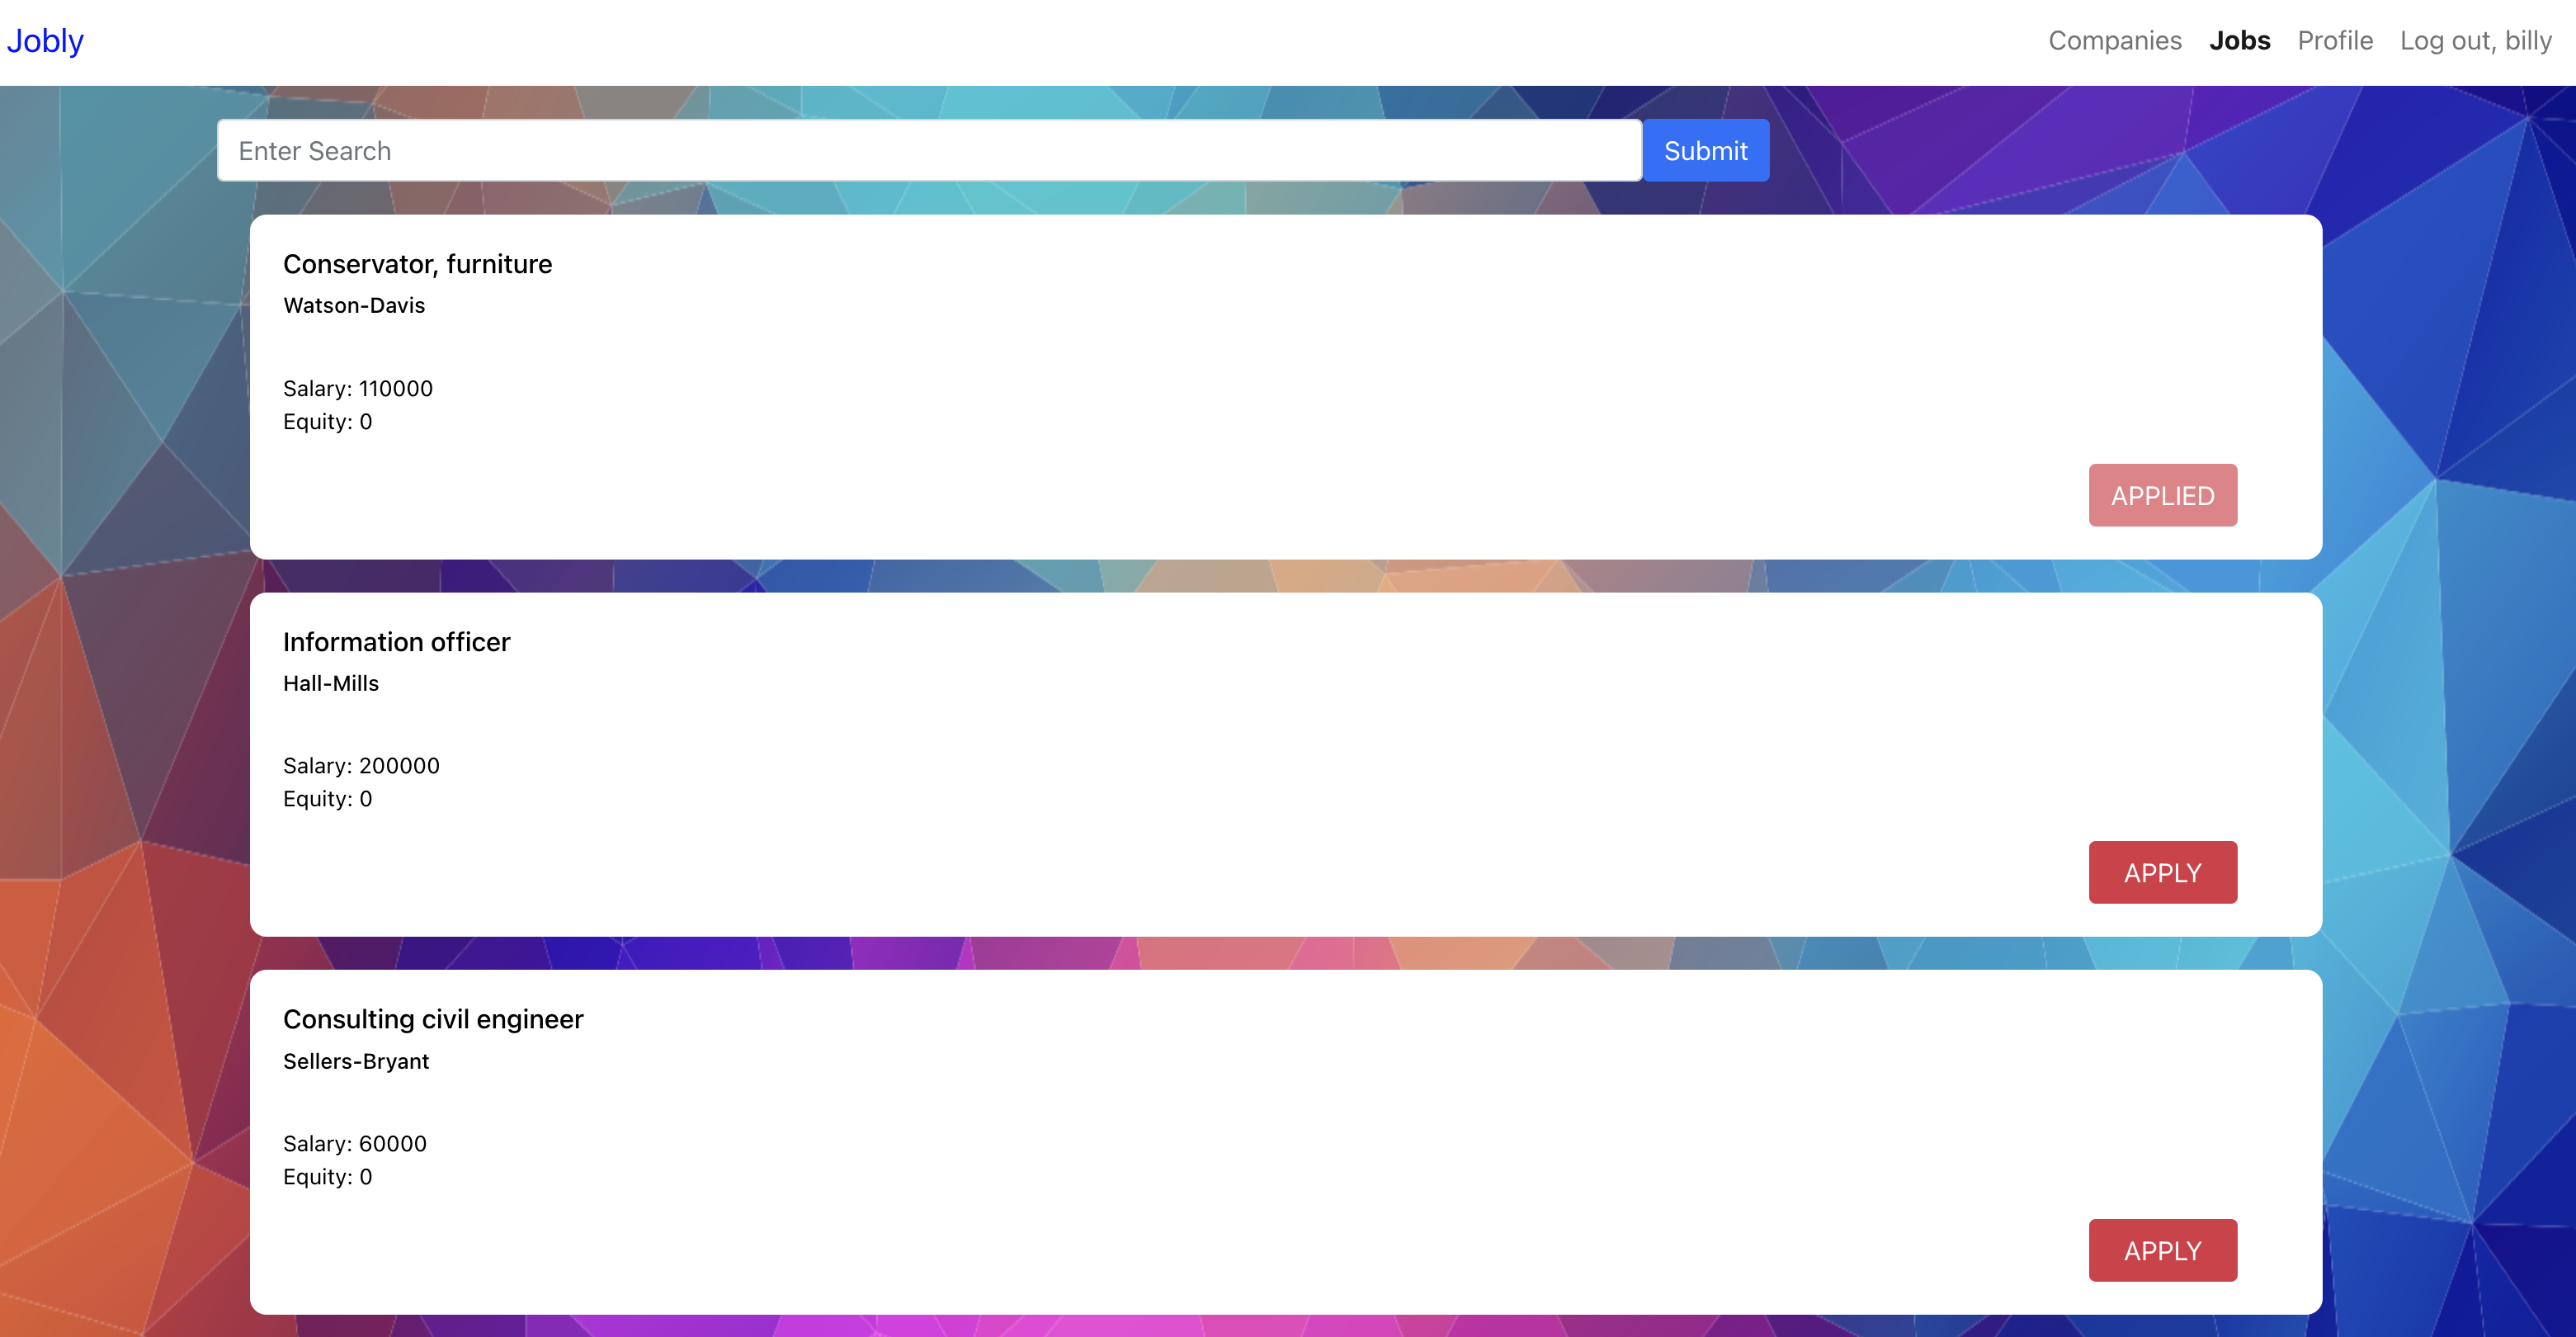 Jobly Companies Jobs Profile Log out, billy
Enter Search Submit
Conservator, furniture
Watson-Davis
Salary: 110000
Equity: 0
APPLIED
Information officer
Hall-Mills
Salary: 200000
Equity: 0
APPLY
Consulting civil engineer
Sellers-Bryant
Salary: 60000
Equity: 0
APPLY